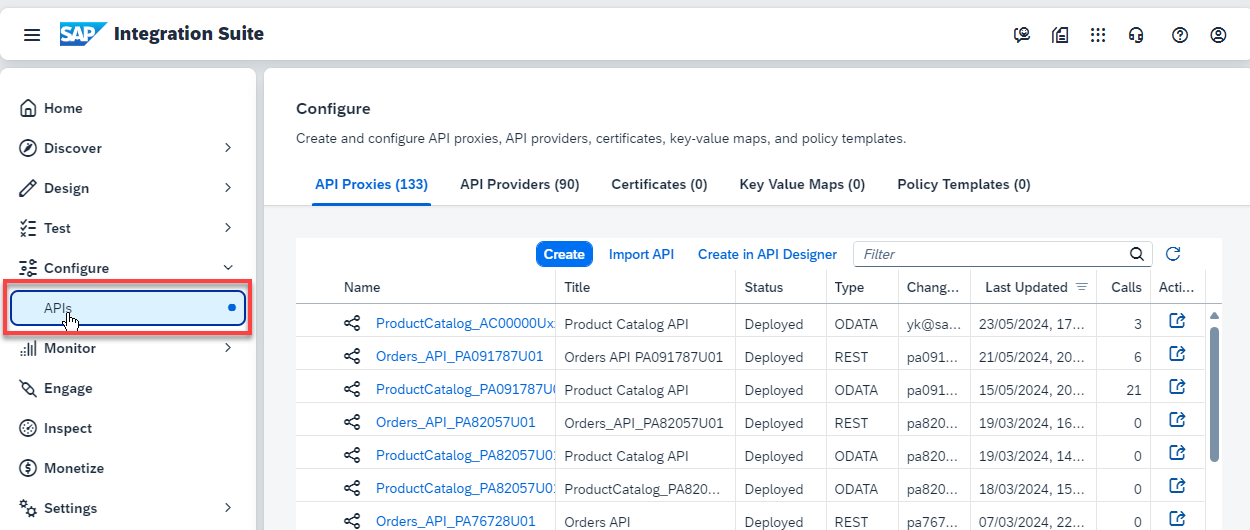 SAP Integration Suite
Home
Discover
Design
Test
Configure
APIs
Monitor
Engage
Inspect
Monetize
Settings
Configure
Create and configure API proxies, API providers, certificates, key-value maps, and policy templates.
API Proxies (133) API Providers (90) Certificates (0) Key Value Maps (0) Policy Templates (0)
Create Import API Create in API Designer Filter
Name Title Status Type Chang... Last Updated Calls Acti...
ProductCatalog_AC00000Ux Product Catalog API Deployed ODATA yk@sa... 23/05/2024, 17... 3
Orders_API_PA091787U01 Orders API PA091787U01 Deployed REST pa091... 21/05/2024, 20... 6
ProductCatalog_PA091787U0 Product Catalog API Deployed ODATA pa091... 15/05/2024, 20... 21
Orders_API_PA82057U01 Orders_API_PA82057U01 Deployed REST pa820... 19/03/2024, 16... 0
ProductCatalog_PA82057U0 Product Catalog API Deployed ODATA pa820... 19/03/2024, 14... 0
ProductCatalog_PA82057U0 ProductCatalog_PA820... Deployed ODATA pa820... 18/03/2024, 15... 0
Orders_API_PA76728U01 Orders API Deployed REST pa767... 07/03/2024, 22... 0